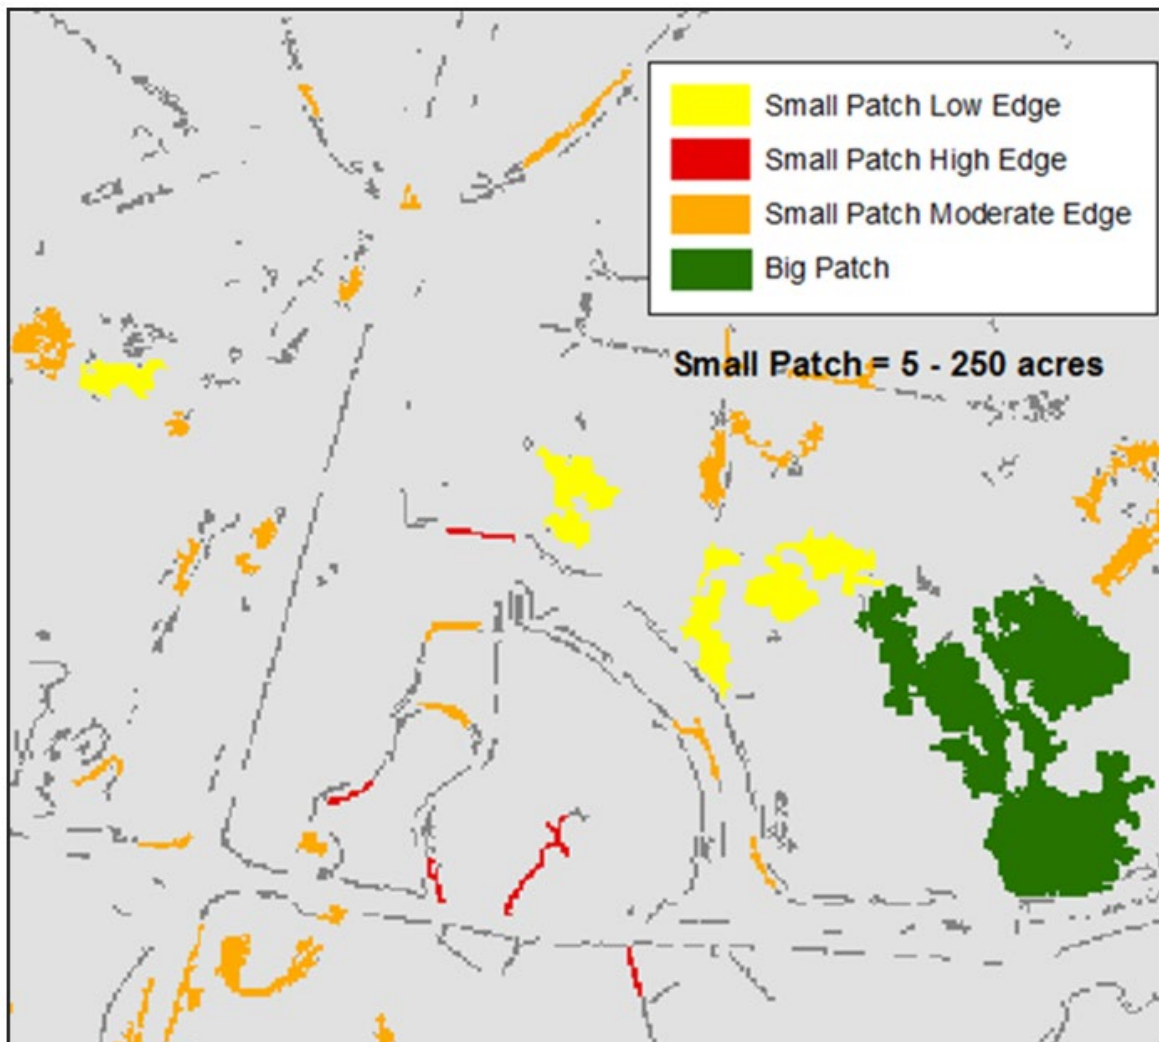 Small Patch Low Edge
Small Patch High Edge
Small Patch Moderate Edge
Big Patch
Small Patch = 5 - 250 acres